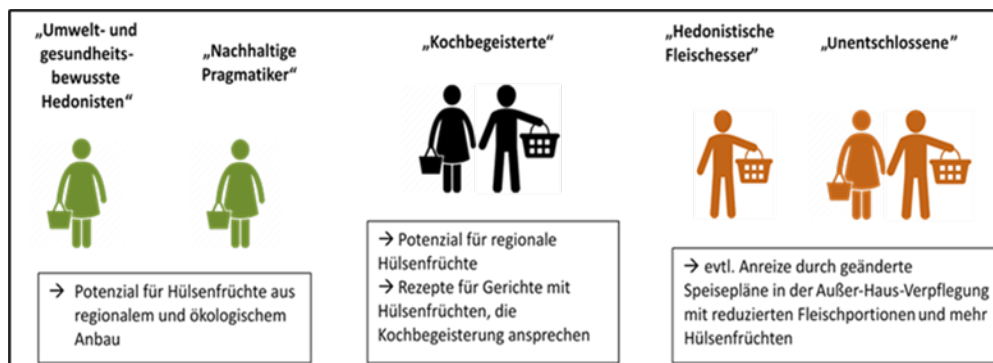 „Umwelt- und
gesundheits-
bewusste
Hedonisten"
„Nachhaltige
Pragmatiker"
„Kochbegeisterte"
„Hedonistische
Fleischesser"
„Unentschlossene"
→ Potenzial für Hülsenfrüchte aus
regionalem und ökologischem
Anbau
→ Potenzial für regionale
Hülsenfrüchte
→ Rezepte für Gerichte mit
Hülsenfrüchten, die
Kochbegeisterung ansprechen
→ evtl. Anreize durch geänderte
Speisepläne in der Außer-Haus-Verpflegung
mit reduzierten Fleischportionen und mehr
Hülsenfrüchten